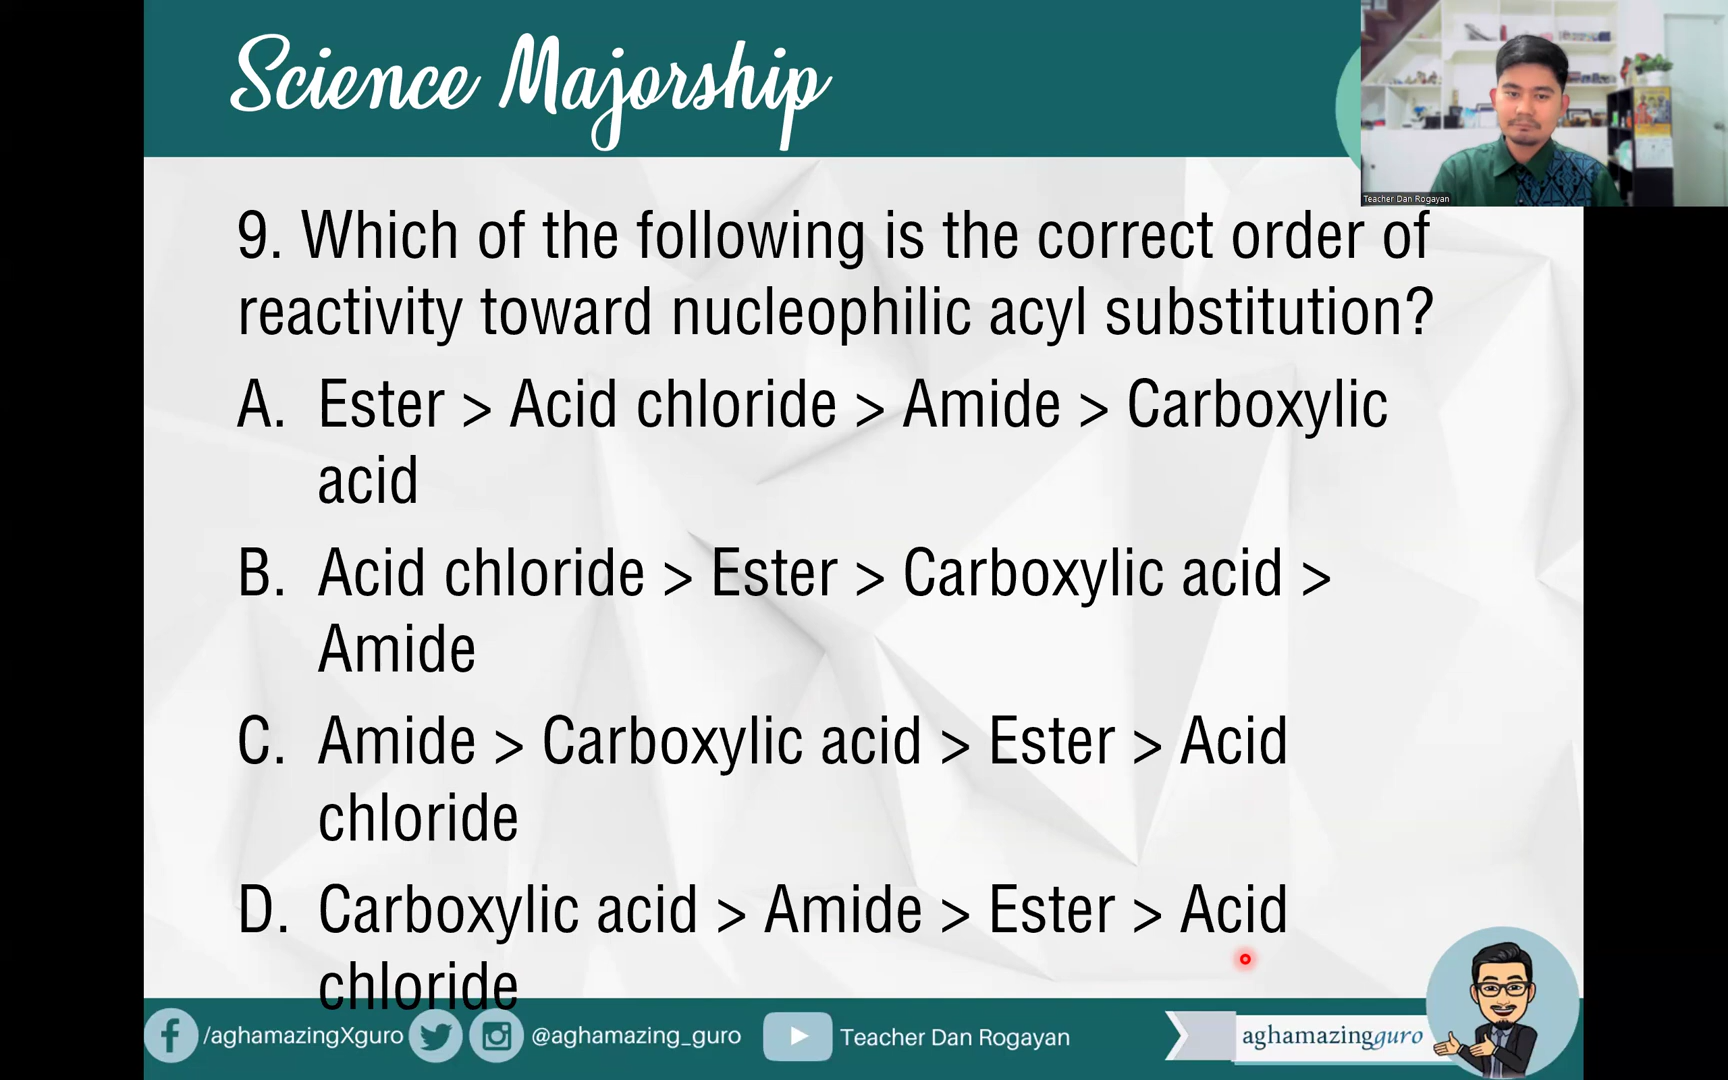 Science Majorship
Teacher Dan Rogayan
9. Which of the following is the correct order of
reactivity toward nucleophilic acyl substitution?
A. Ester > Acid chloride > Amide > Carboxylic
acid
B. Acid chloride > Ester > Carboxylic acid >
Amide
C. Amide > Carboxylic acid > Ester > Acid
chloride
D. Carboxylic acid > Amide > Ester > Acid
chloride
/aghamazingXguro
@aghamazing_guro
Teacher Dan Rogayan
aghamazingguro